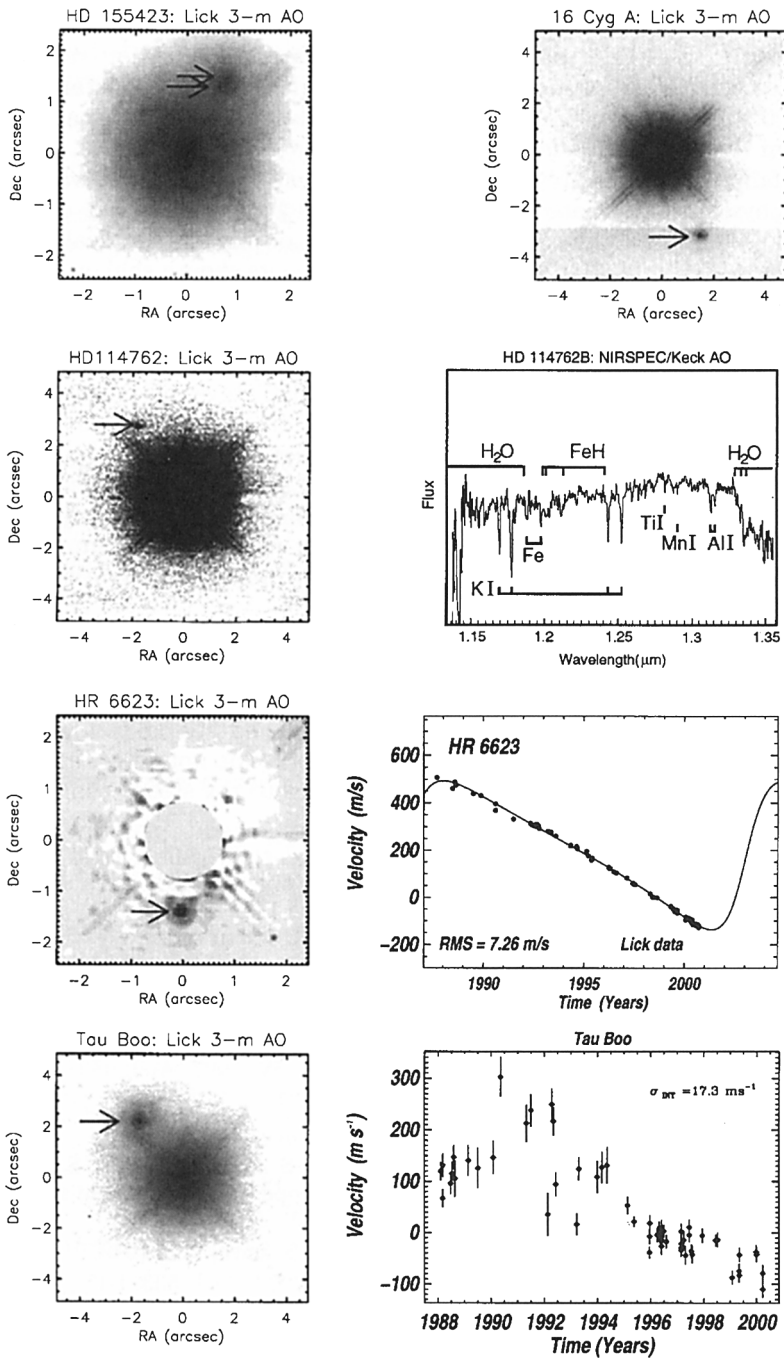 HD 155423: Lick 3-m AO
2
1
0
-1
-2
Dec (arcsec)
-2 -1 0 1 2
RA (arcsec)
16 Cyg A: Lick 3-m AO
4
2
0
-2
-4
Dec (arcsec)
-4 -2 0 2 4
RA (arcsec)
HD114762: Lick 3-m AO
4
2
0
-2
-4
Dec (arcsec)
-4 -2 0 2 4
RA (arcsec)
HD 114762B: NIRSPEC/Keck AO
H₂O FeH H₂O
Flux
TiI
Fe MnI AlI
KI
1.15 1.2 1.25 1.3 1.35
Wavelength(μm)
HR 6623: Lick 3-m AO
2
1
0
-1
-2
Dec (arcsec)
-2 -1 0 1 2
RA (arcsec)
HR 6623
600
400
200
0
-200
Velocity (m/s)
RMS = 7.26 m/s Lick data
1990 1995 2000
Time (Years)
Tau Boo: Lick 3-m AO
4
2
0
-2
-4
Dec (arcsec)
-4 -2 0 2 4
RA (arcsec)
Tau Boo
300
200
100
0
-100
Velocity (m s⁻¹)
σ INT =17.3 ms⁻¹
1988 1990 1992 1994 1996 1998 2000
Time (Years)